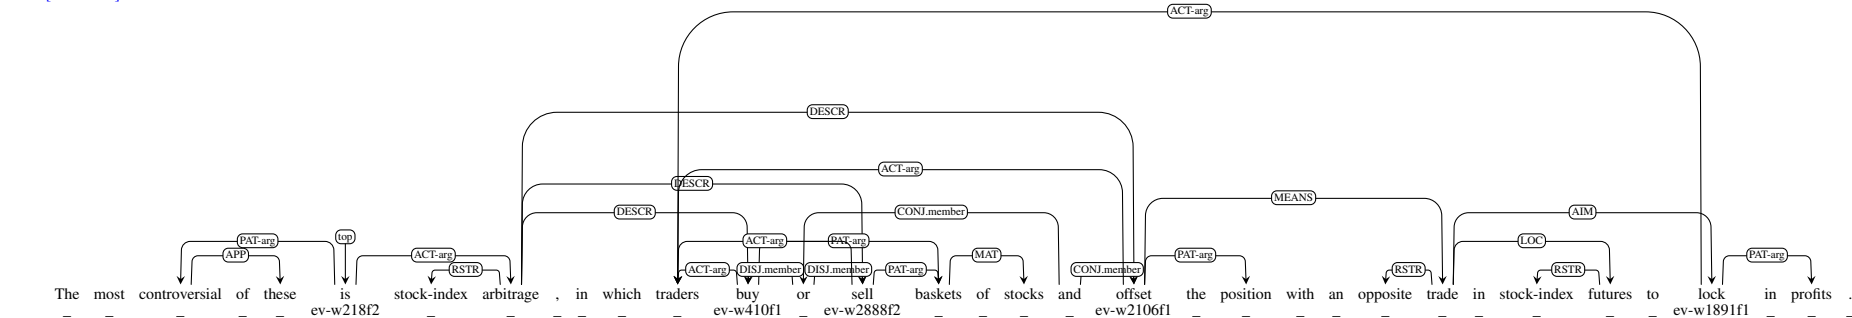 ACT-arg
DESCR
ACT-arg
DESCR
MEANS
DESCR CONJ.member AIM
PAT-arg top ACT-arg PAT-arg LOC
APP ACT-arg MAT PAT-arg PAT-arg
RSTR ACT-arg DISJ.member DISJ.member PAT-arg CONJ.member RSTR RSTR
The most controversial of these is stock-index arbitrage , in which traders buy or sell baskets of stocks and offset the position with an opposite trade in stock-index futures to lock in profits .
ev-w218f2 ev-w410f1 ev-w2888f2 ev-w2106f1 ev-w1891f1